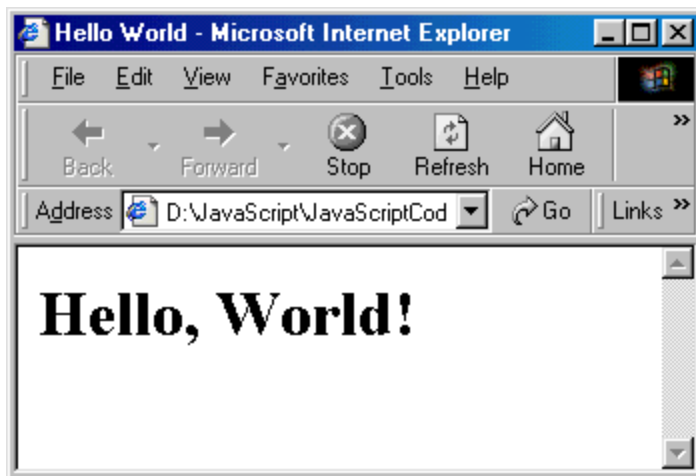 Hello World - Microsoft Internet Explorer
File Edit View Favorites Tools Help
Back Forward Stop Refresh Home »
Address D:\JavaScript\JavaScriptCod Go Links »
Hello, World!